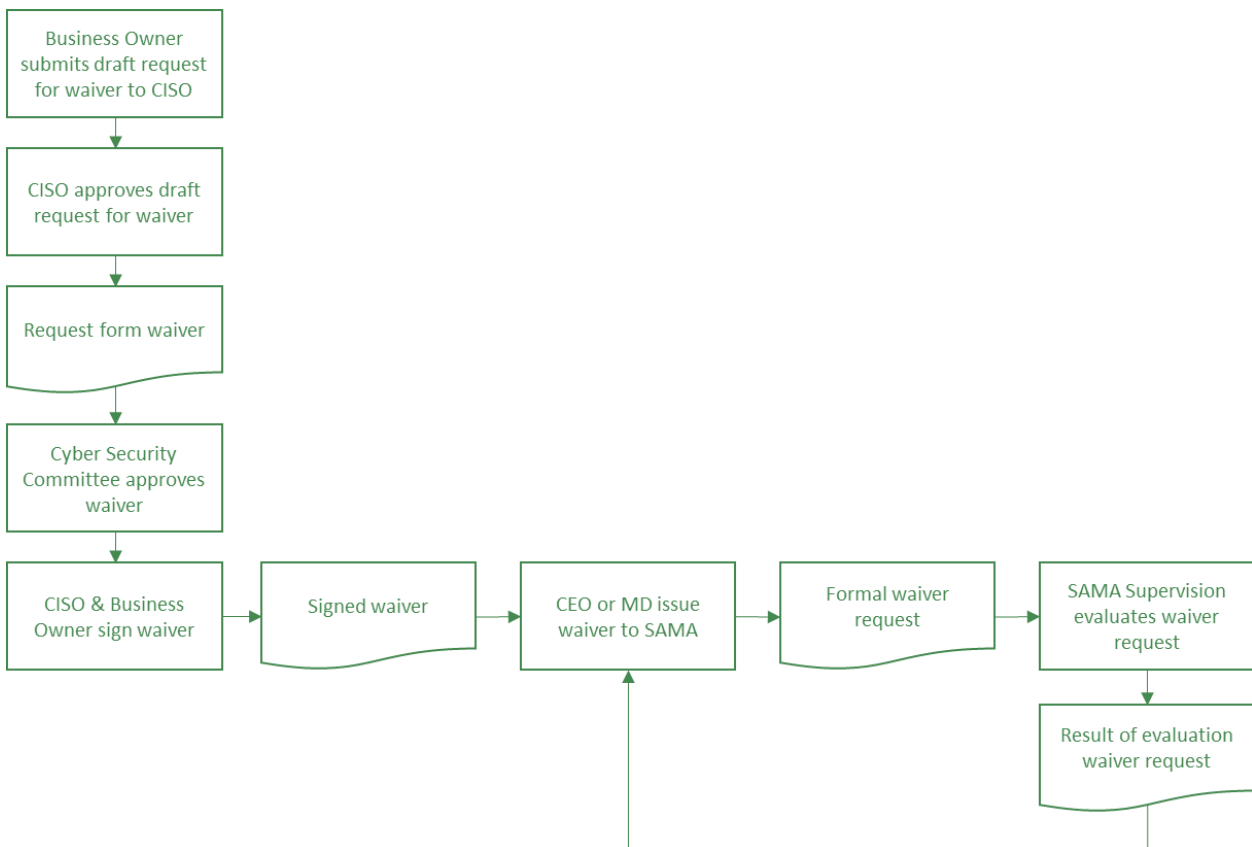 Business Owner
submits draft request
for waiver to CISO
CISO approves draft
request for waiver
Request form waiver
Cyber Security
Committee approves
waiver
CISO & Business
Owner sign waiver
Signed waiver
CEO or MD issue
waiver to SAMA
Formal waiver
request
SAMA Supervision
evaluates waiver
request
Result of evaluation
waiver request